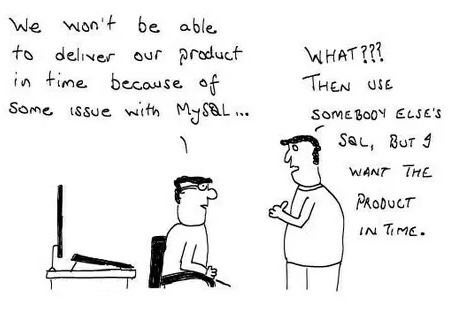 We won't be able
to deliver our product
in time because of
some issue with MySQL...
WHAT???
THEN USE
SOMEBODY ELSE'S
SQL, BUT I
WANT THE
PRODUCT
IN TIME.